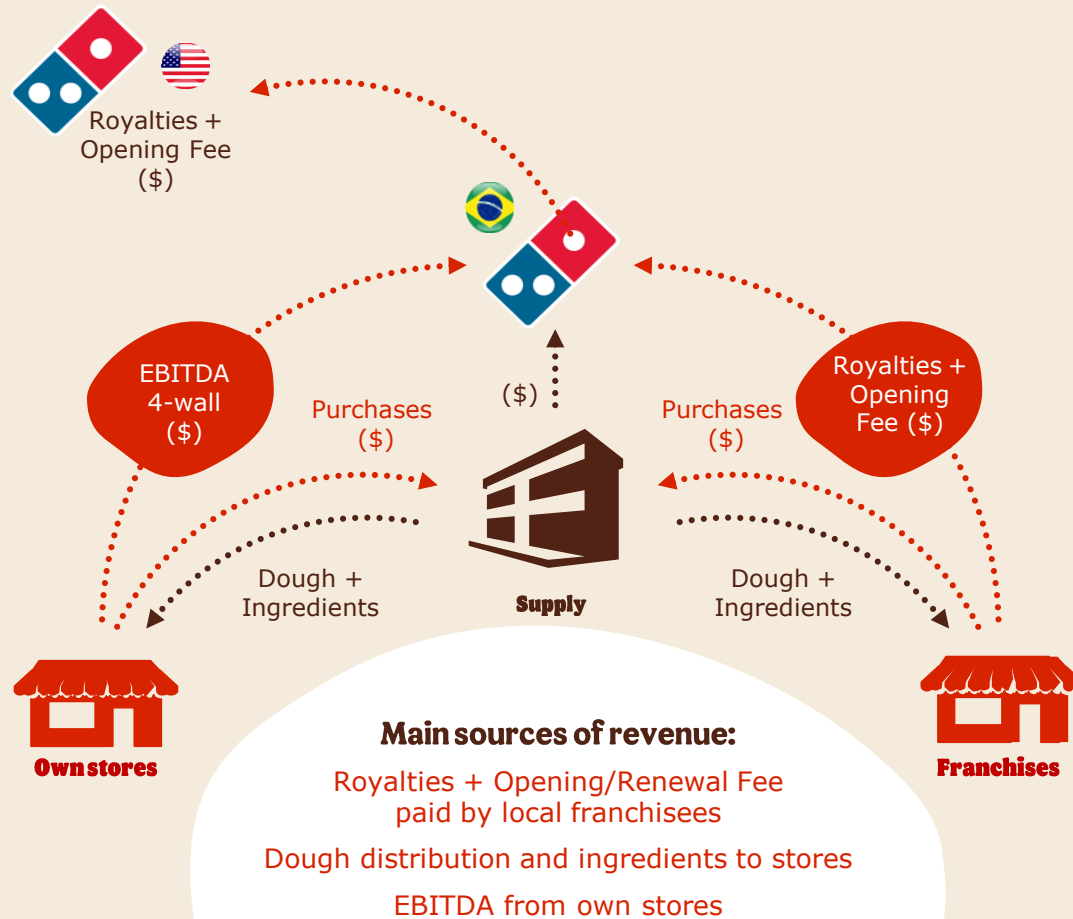 Royalties +
Opening Fee
($)
EBITDA
4-wall
($)
Purchases
($)
($)
Purchases
($)
Royalties +
Opening
Fee ($)
Dough +
Ingredients
Supply
Dough +
Ingredients
Own stores
Franchises
Main sources of revenue:
Royalties + Opening/Renewal Fee
paid by local franchisees
Dough distribution and ingredients to stores
EBITDA from own stores